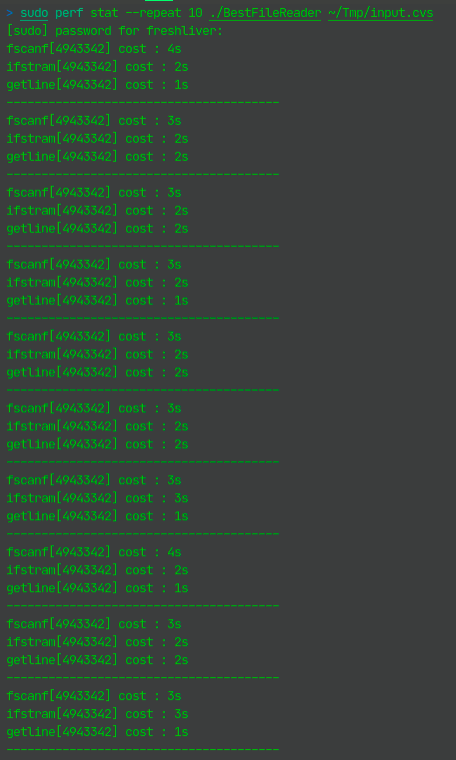 > sudo perf stat --repeat 10 ./BestFileReader ~/Tmp/input.cvs
[sudo] password for freshliver:
fscanf[4943342] cost : 4s
ifstram[4943342] cost : 2s
getline[4943342] cost : 1s
---------------------------------------
fscanf[4943342] cost : 3s
ifstram[4943342] cost : 2s
getline[4943342] cost : 2s
---------------------------------------
fscanf[4943342] cost : 3s
ifstram[4943342] cost : 2s
getline[4943342] cost : 2s
---------------------------------------
fscanf[4943342] cost : 3s
ifstram[4943342] cost : 2s
getline[4943342] cost : 1s
---------------------------------------
fscanf[4943342] cost : 3s
ifstram[4943342] cost : 2s
getline[4943342] cost : 2s
---------------------------------------
fscanf[4943342] cost : 3s
ifstram[4943342] cost : 2s
getline[4943342] cost : 2s
---------------------------------------
fscanf[4943342] cost : 3s
ifstram[4943342] cost : 3s
getline[4943342] cost : 1s
---------------------------------------
fscanf[4943342] cost : 4s
ifstram[4943342] cost : 2s
getline[4943342] cost : 1s
---------------------------------------
fscanf[4943342] cost : 3s
ifstram[4943342] cost : 2s
getline[4943342] cost : 2s
---------------------------------------
fscanf[4943342] cost : 3s
ifstram[4943342] cost : 3s
getline[4943342] cost : 1s
---------------------------------------